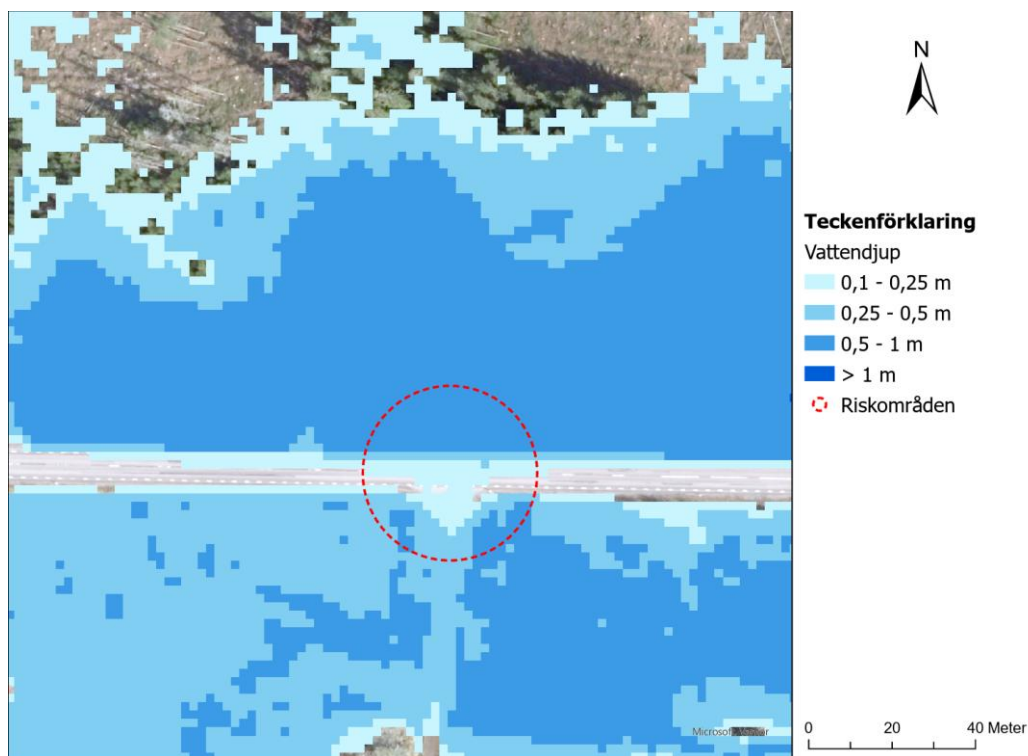 N
Teckenförklaring
Vattendjup
0,1 - 0,25 m
0,25 - 0,5 m
0,5 - 1 m
> 1 m
Riskområden
0 20 40 Meter